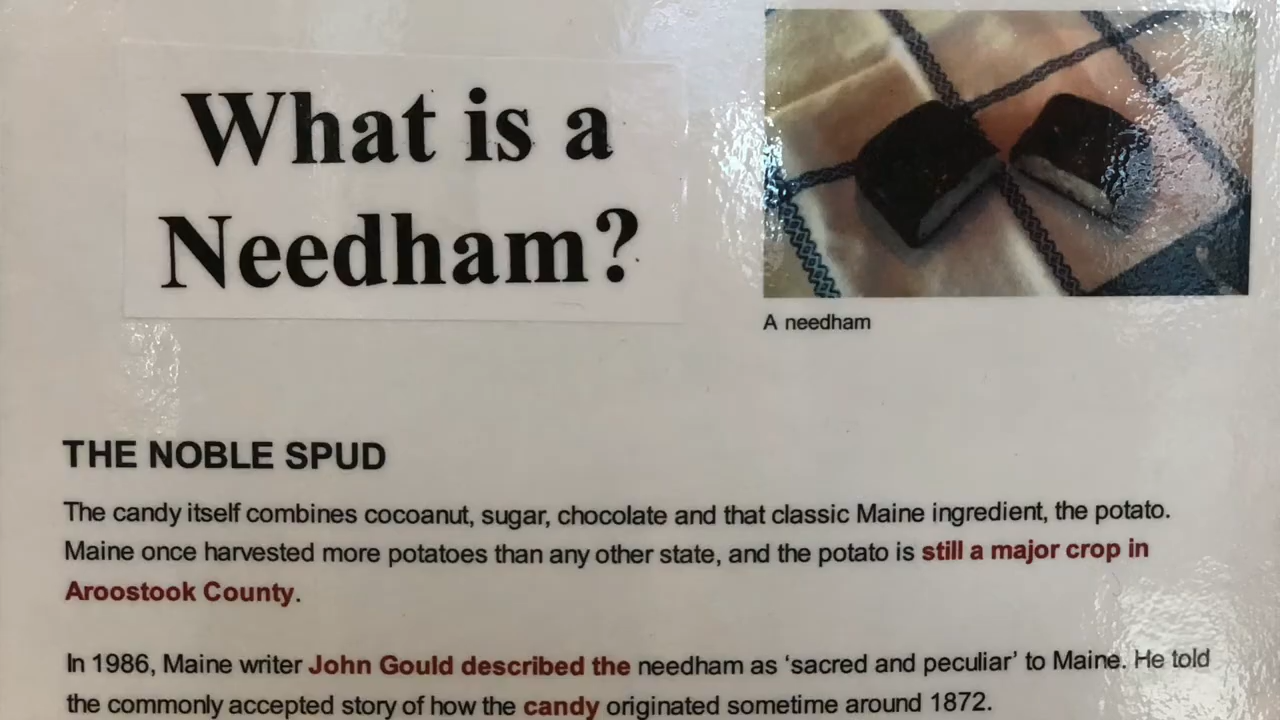 What is a
Needham?
A needham
THE NOBLE SPUD
The candy itself combines cocoanut, sugar, chocolate and that classic Maine ingredient, the potato.
Maine once harvested more potatoes than any other state, and the potato is still a major crop in
Aroostook County.
In 1986, Maine writer John Gould described the needham as ‘sacred and peculiar’ to Maine. He told
the commonly accepted story of how the candy originated sometime around 1872.